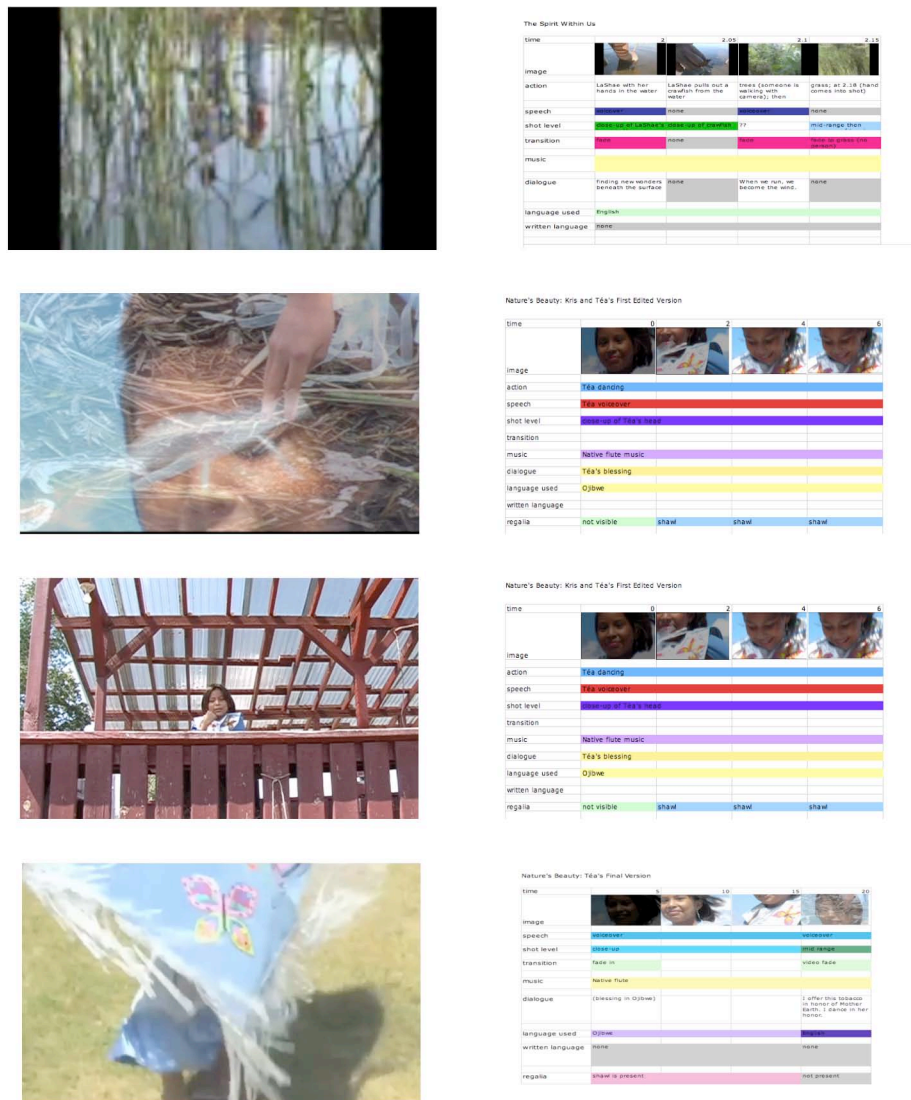 The Spirit Within Us
time 2 2.05 2.1 2.15
image
action LaShae with her hands in the water LaShae pulls out a crawfish from the water trees (someone is walking with camera); then grass; at 2.18 (hand comes into shot)
speech voiceover none voiceover none
shot level close-up of LaShae's close-up of crawfish ?? mid-range then
transition fade none fade
music
dialogue finding new wonders beneath the surface none When we run, we become the wind. none
language used English
written language none
Nature's Beauty: Kris and Téa's First Edited Version
time 0 2 4 6
image
action Téa dancing
speech Téa voiceover
shot level close-up of Téa's head
transition
music Native flute music
dialogue Téa's blessing
language used Ojibwe
written language
regalia not visible shawl shawl shawl
Nature's Beauty: Kris and Téa's First Edited Version
time 0 2 4 6
image
action Téa dancing
speech Téa voiceover
shot level close-up of Téa's head
transition
music Native flute music
dialogue Téa's blessing
language used Ojibwe
written language
regalia not visible shawl shawl shawl
Nature's Beauty: Téa's Final Version
time 5 10 15 20
image
speech voiceover voiceover
shot level close-up mid range
transition fade in video fade
music Native flute
dialogue (blessing in Ojibwe) I offer this tobacco in honor of Mother Earth. I dance in her honor.
language used Ojibwe English
written language none none
regalia shawl is present. not present